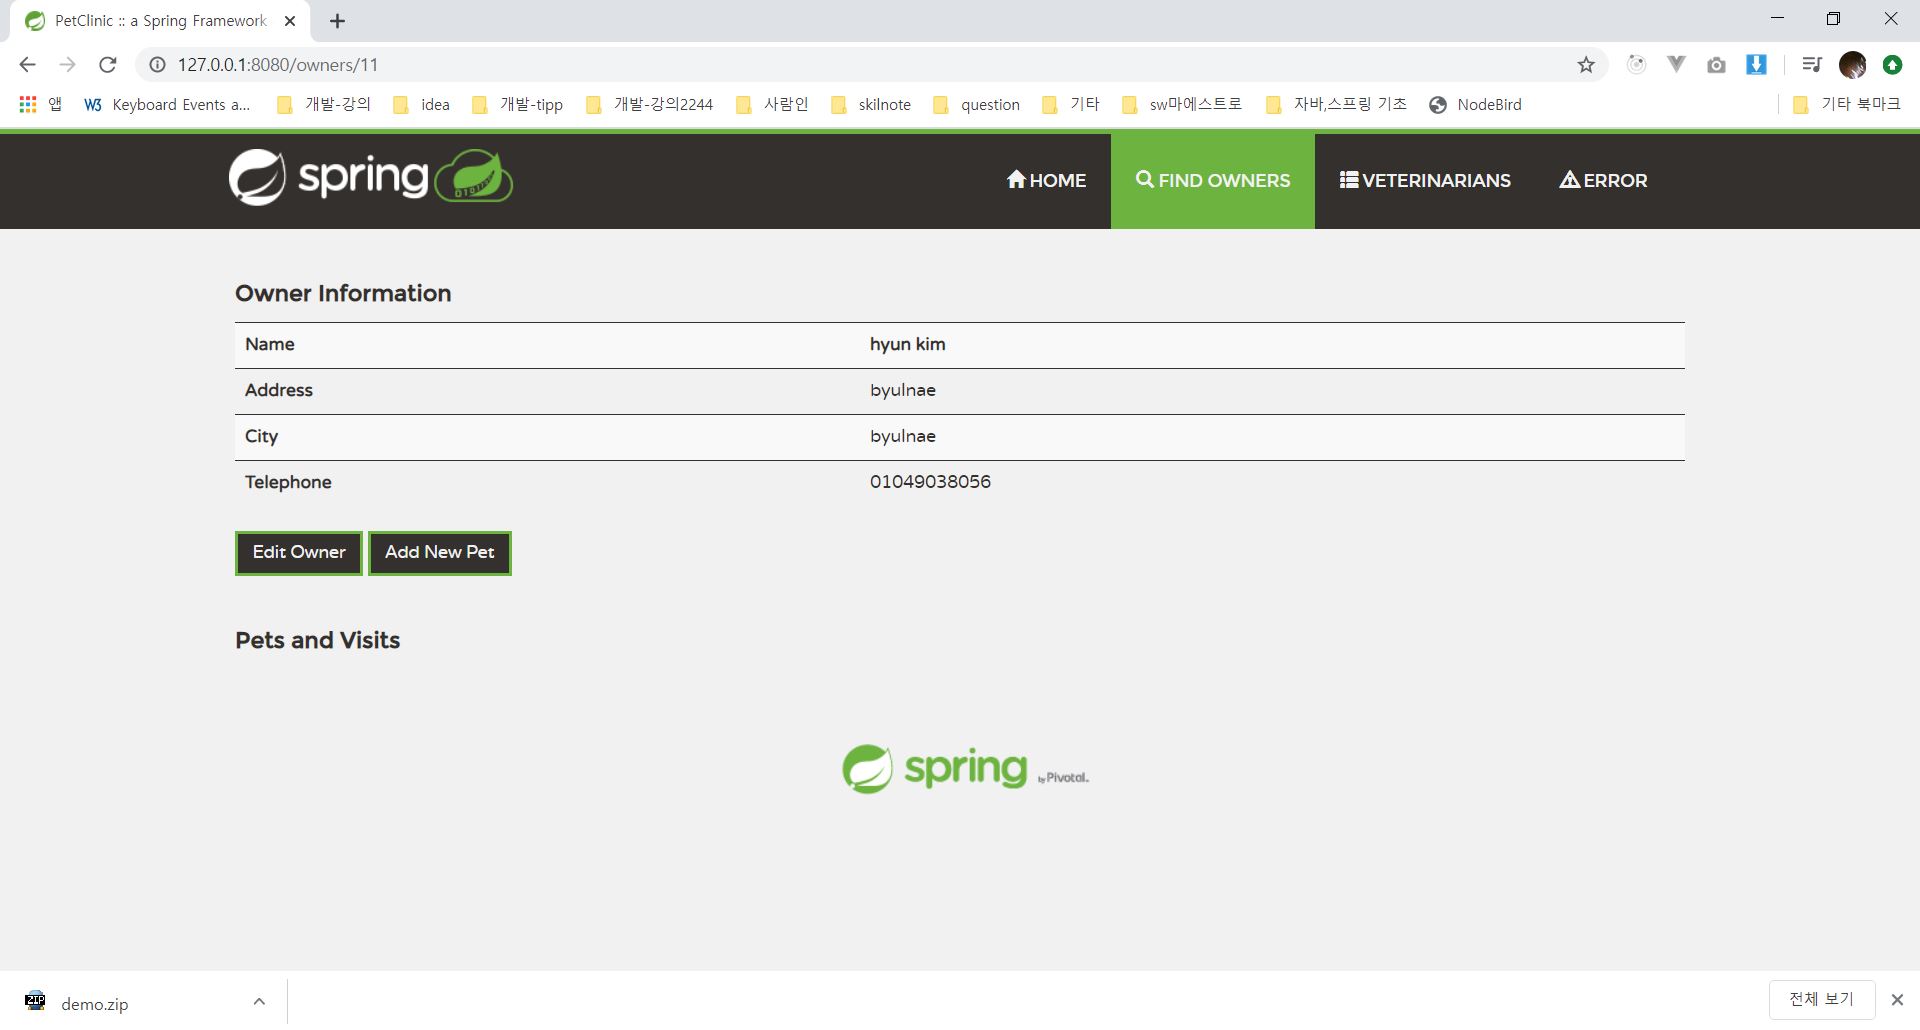 PetClinic :: a Spring Framework
127.0.0.1:8080/owners/11
앱 Keyboard Events a... 개발-강의 idea 개발-tipp 개발-강의2244 사람인 skilnote question 기타 sw마에스트로 자바,스프링 기초 NodeBird 기타 북마크
spring HOME FIND OWNERS VETERINARIANS ERROR
Owner Information
Name hyun kim
Address byulnae
City byulnae
Telephone 01049038056
Edit Owner Add New Pet
Pets and Visits
spring by Pivotal.
demo.zip 전체 보기